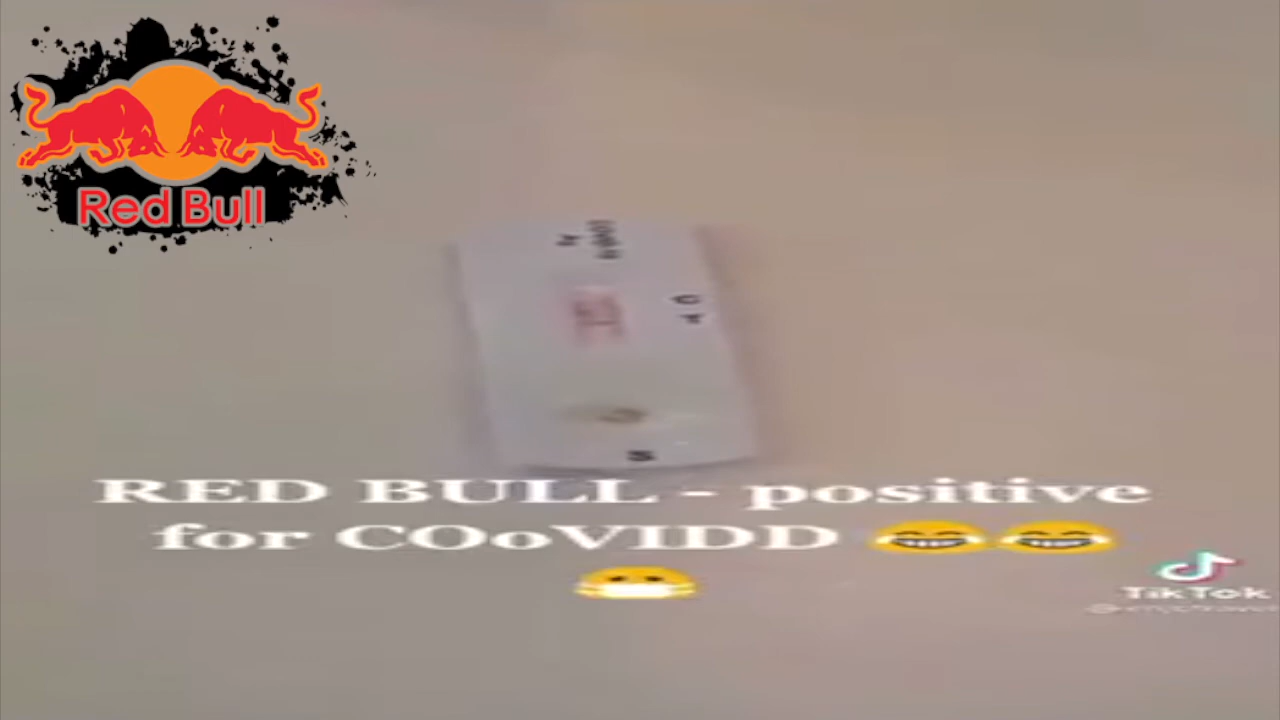 Red Bull
C
T
S
RED BULL - positive
for COoVIDD 😂😂
😷
TikTok